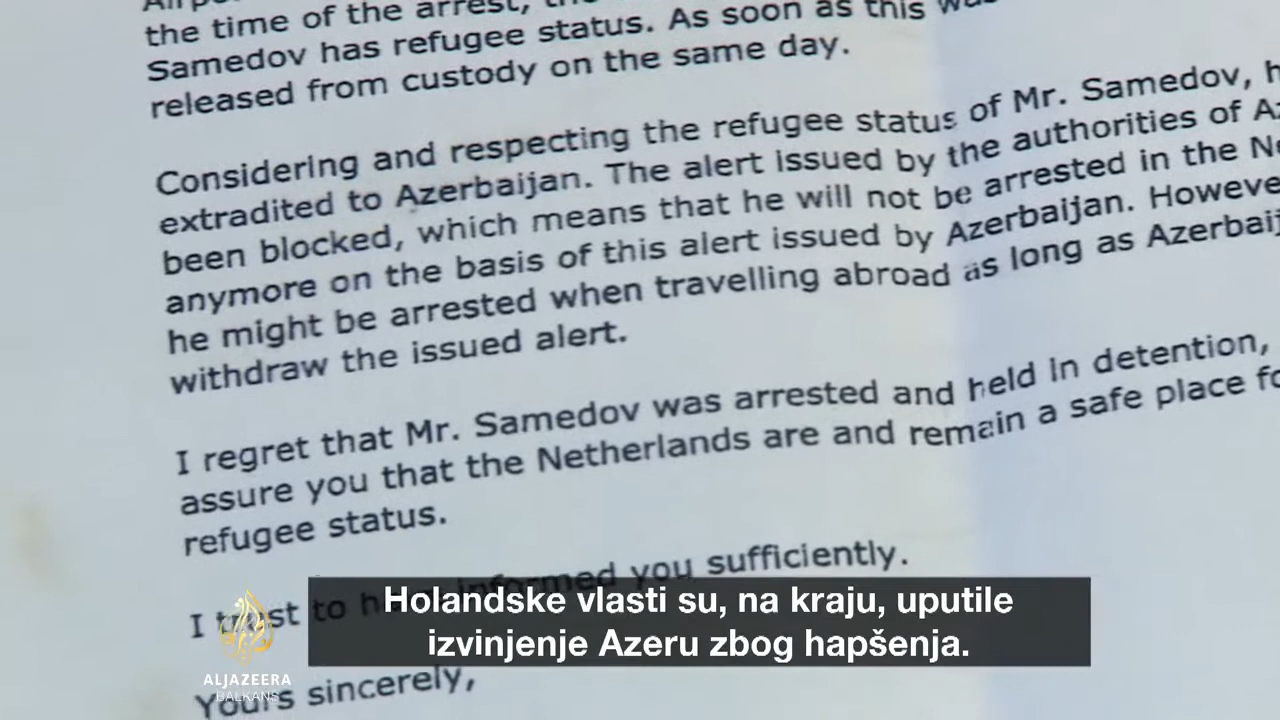 the time of the arrest,
Samedov has refugee status. As soon as this
released from custody on the same day.
Considering and respecting the refugee status of Mr. Samedov,
extradited to Azerbaijan. The alert issued by the authorities of
been blocked, which means that he will not be arrested in the
anymore on the basis of this alert issued by Azerbaijan.
he might be arrested when travelling abroad as long as
withdraw the issued alert.
I regret that Mr. Samedov was arrested and held in detention,
assure you that the Netherlands are and remain a safe place
refugee status.
I trust to have informed you sufficiently.
Yours sincerely,
Holandske vlasti su, na kraju, uputile
izvinjenje Azeru zbog hapšenja.
ALJAZEERA
BALKANS